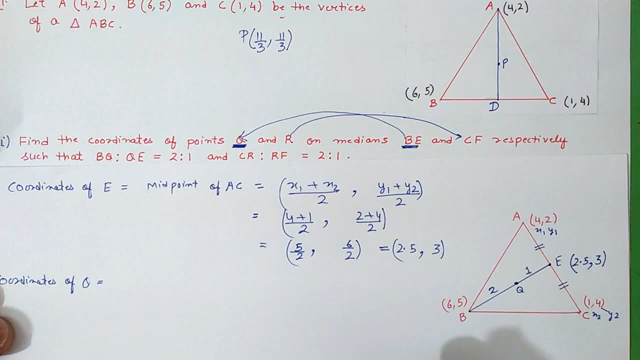 Let A (4,2), B (6,5) and C (1,4) be the vertices
of a Δ ABC.
P(11/3, 11/3)
A (4,2)
P
(6,5)
B
D
C (1,4)
i) Find the coordinates of points Q and R on medians BE and CF respectively
such that BQ : QE = 2:1 and CR : RF = 2:1.
Coordinates of E = Midpoint of AC = (x₁ + x₂ / 2 , y₁ + y₂ / 2)
= (4+1 / 2 , 2+4 / 2)
= (5/2 , 6/2) = (2.5, 3)
A (4,2)
x₁ y₁
E (2.5,3)
1
2
Q
(6,5)
B
(1,4)
C x₂ y₂
oordinates of Q =